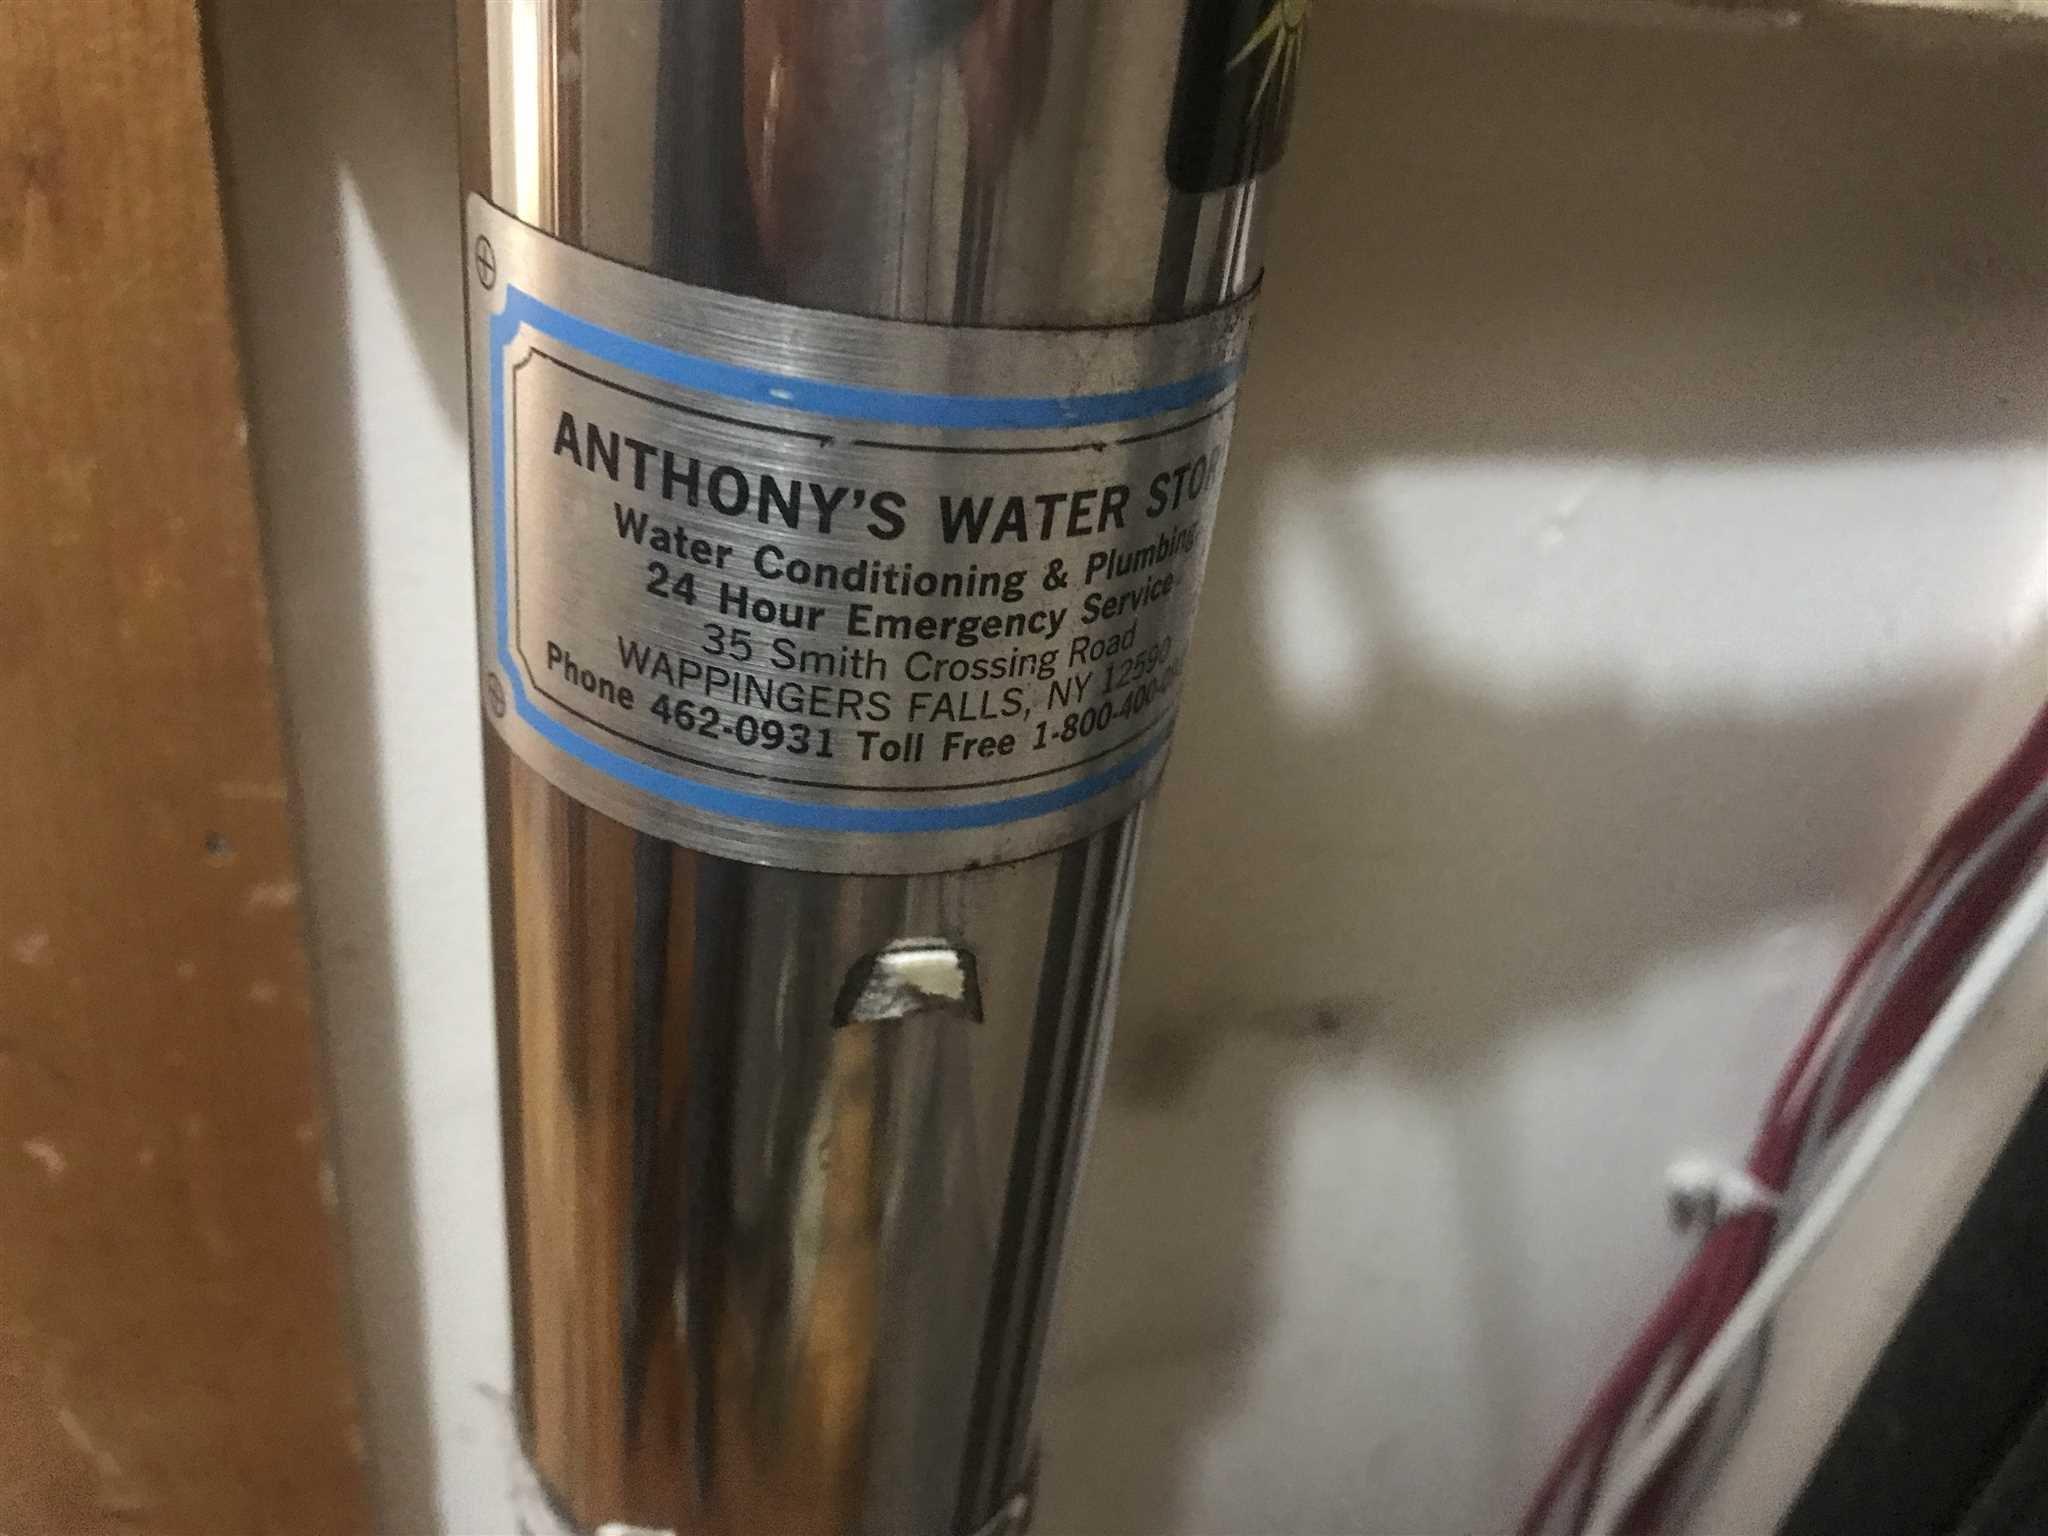 ANTHONY'S WATER STOR
Water Conditioning & Plumbing
24 Hour Emergency Service
35 Smith Crossing Road
WAPPINGERS FALLS, NY 12590
Phone 462-0931 Toll Free 1-800-400-